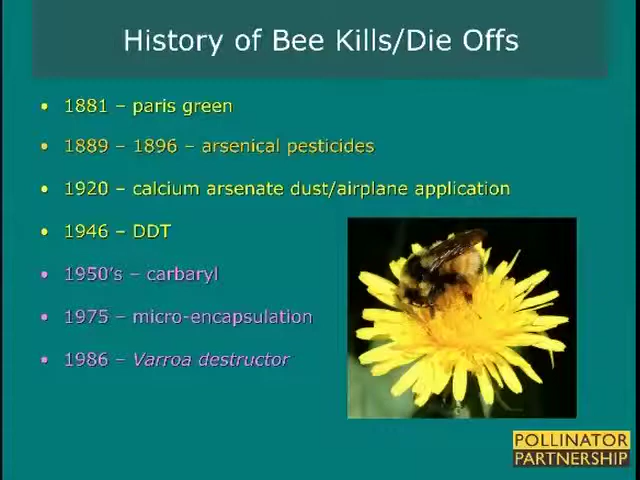 History of Bee Kills/Die Offs
• 1881 – paris green
• 1889 – 1896 – arsenical pesticides
• 1920 – calcium arsenate dust/airplane application
• 1946 – DDT
• 1950's – carbaryl
• 1975 – micro-encapsulation
• 1986 – Varroa destructor
POLLINATOR
PARTNERSHIP